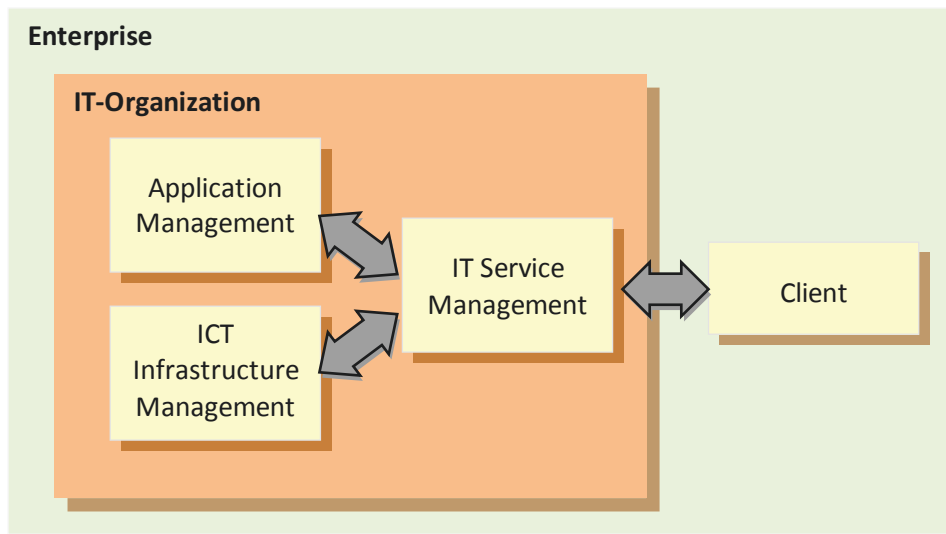 Enterprise
IT-Organization
Application
Management
ICT
Infrastructure
Management
IT Service
Management
Client